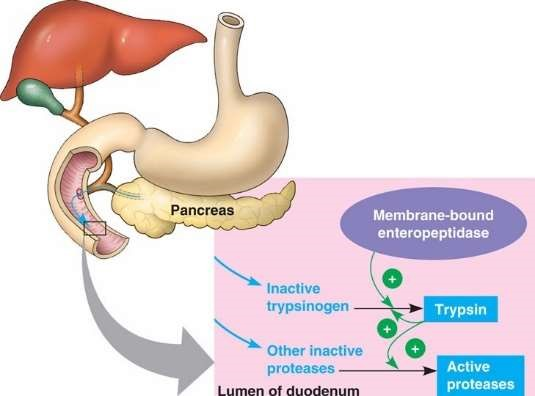 Pancreas
Membrane-bound
enteropeptidase
+
Inactive
trypsinogen
Trypsin
+
+
Other inactive
proteases
Active
proteases
Lumen of duodenum